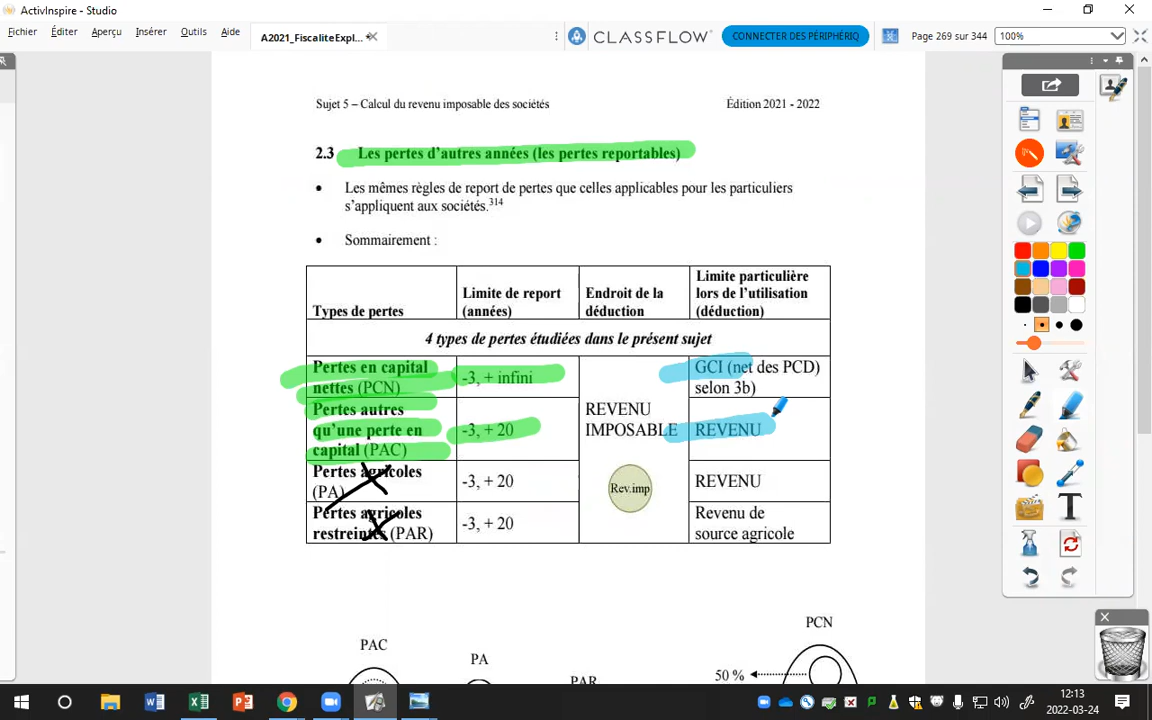 ActivInspire - Studio
Fichier Éditer Aperçu Insérer Outils Aide
A2021_FiscaliteExpl...
CLASSFLOW
CONNECTER DES PÉRIPHÉRIQ
Page 269 sur 344
100%
Sujet 5 – Calcul du revenu imposable des sociétés
Édition 2021 - 2022
2.3 Les pertes d'autres années (les pertes reportables)
• Les mêmes règles de report de pertes que celles applicables pour les particuliers
s'appliquent aux sociétés.314
• Sommairement :
Types de pertes
Limite de report
(années)
Endroit de la
déduction
Limite particulière
lors de l'utilisation
(déduction)
4 types de pertes étudiées dans le présent sujet
Pertes en capital
nettes (PCN)
-3, + infini
GCI (net des PCD)
selon 3b)
Pertes autres
qu'une perte en
capital (PAC)
-3, + 20
REVENU
IMPOSABLE
REVENU
Pertes agricoles
(PA)
-3, + 20
Rev.imp
REVENU
Pertes agricoles
restreintes (PAR)
-3, + 20
Revenu de
source agricole
PAC
PA
PAR
PCN
50 %
12:13
2022-03-24